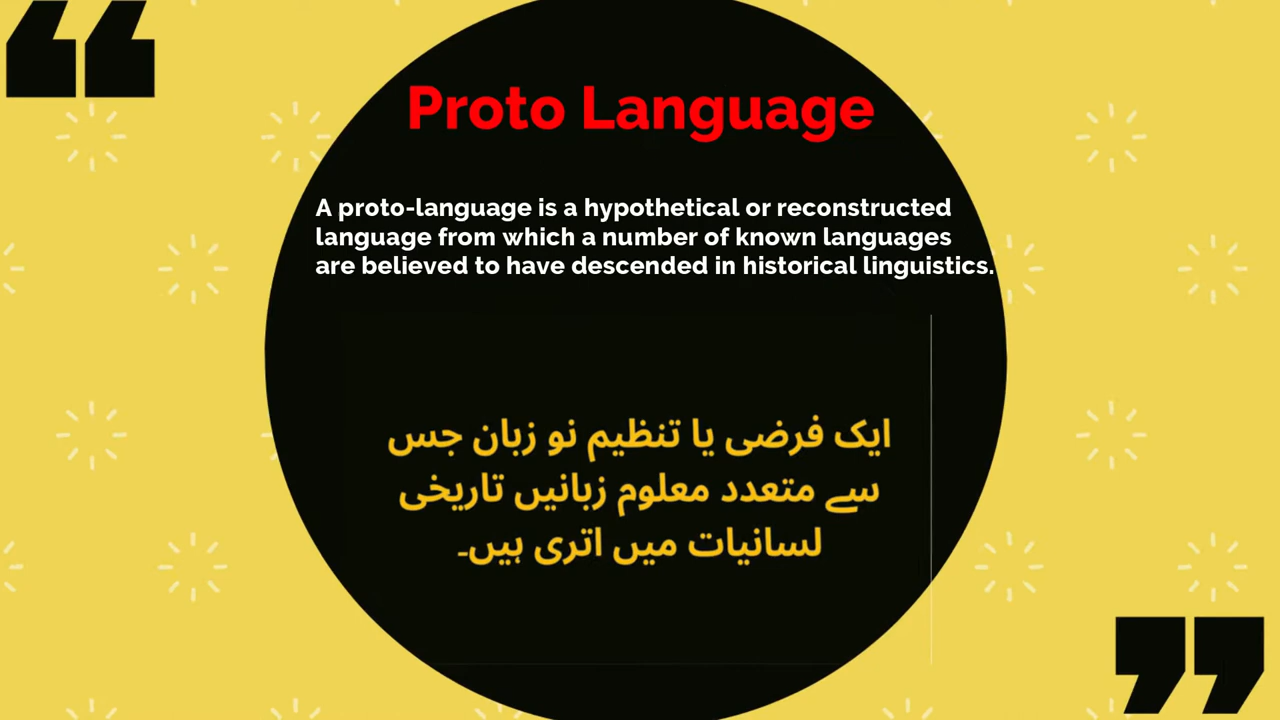 Proto Language
A proto-language is a hypothetical or reconstructed
language from which a number of known languages
are believed to have descended in historical linguistics.
ایک فرضی یا تنظیم نو زبان جس
سے متعدد معلوم زبانیں تاریخی
لسانیات میں اتری ہیں۔